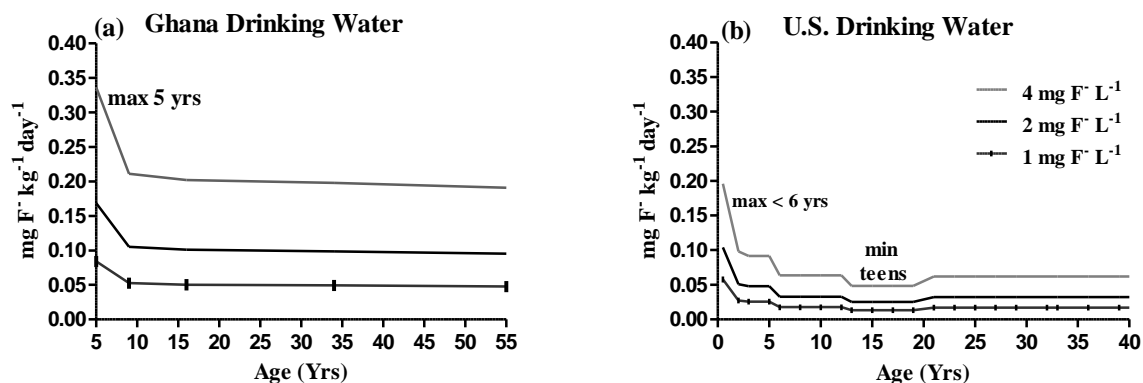 (a) Ghana Drinking Water
mg F⁻ kg⁻¹ day⁻¹
0.40
0.35
0.30
0.25
0.20
0.15
0.10
0.05
0.00
max 5 yrs
5 10 15 20 25 30 35 40 45 50 55
Age (Yrs)
(b) U.S. Drinking Water
mg F⁻ kg⁻¹ day⁻¹
0.40
0.35
0.30
0.25
0.20
0.15
0.10
0.05
0.00
4 mg F⁻ L⁻¹
2 mg F⁻ L⁻¹
1 mg F⁻ L⁻¹
max < 6 yrs
min
teens
0 5 10 15 20 25 30 35 40
Age (Yrs)